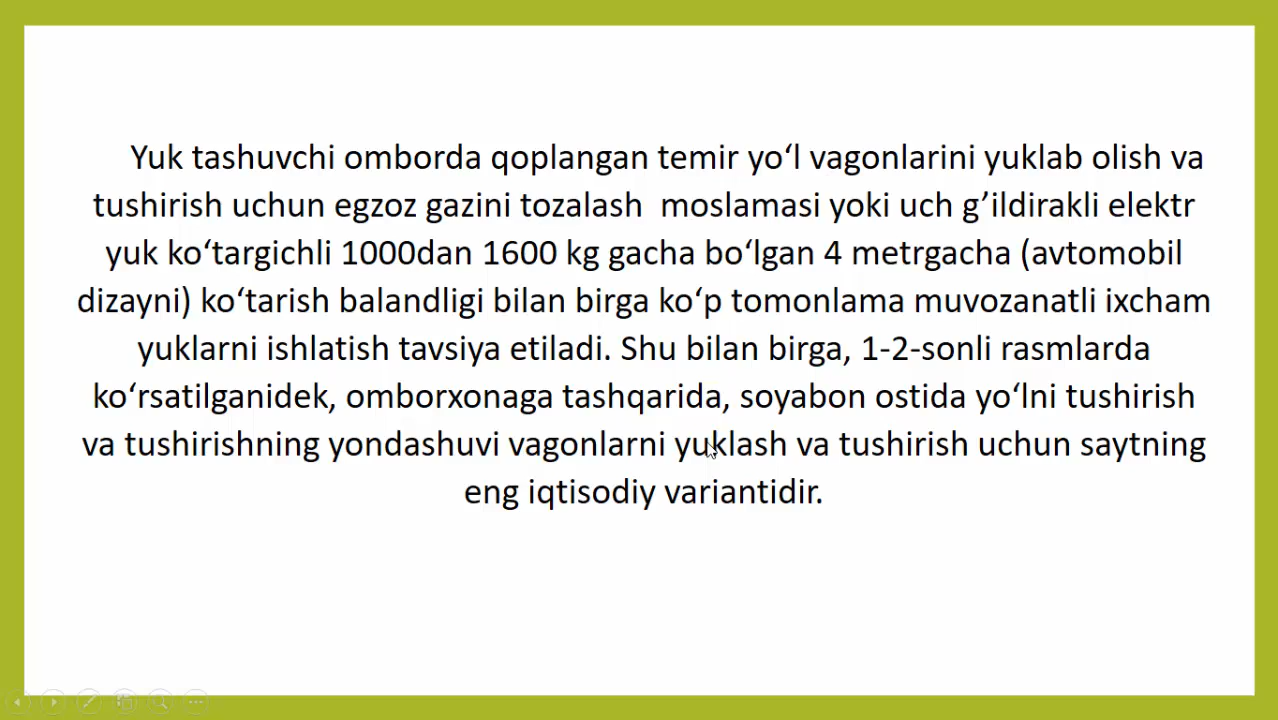 Yuk tashuvchi omborda qoplangan temir yo‘l vagonlarini yuklab olish va
tushirish uchun egzoz gazini tozalash  moslamasi yoki uch g’ildirakli elektr
yuk ko‘targichli 1000dan 1600 kg gacha bo‘lgan 4 metrgacha (avtomobil
dizayni) ko‘tarish balandligi bilan birga ko‘p tomonlama muvozanatli ixcham
yuklarni ishlatish tavsiya etiladi. Shu bilan birga, 1-2-sonli rasmlarda
ko‘rsatilganidek, omborxonaga tashqarida, soyabon ostida yo‘lni tushirish
va tushirishning yondashuvi vagonlarni yuklash va tushirish uchun saytning
eng iqtisodiy variantidir.